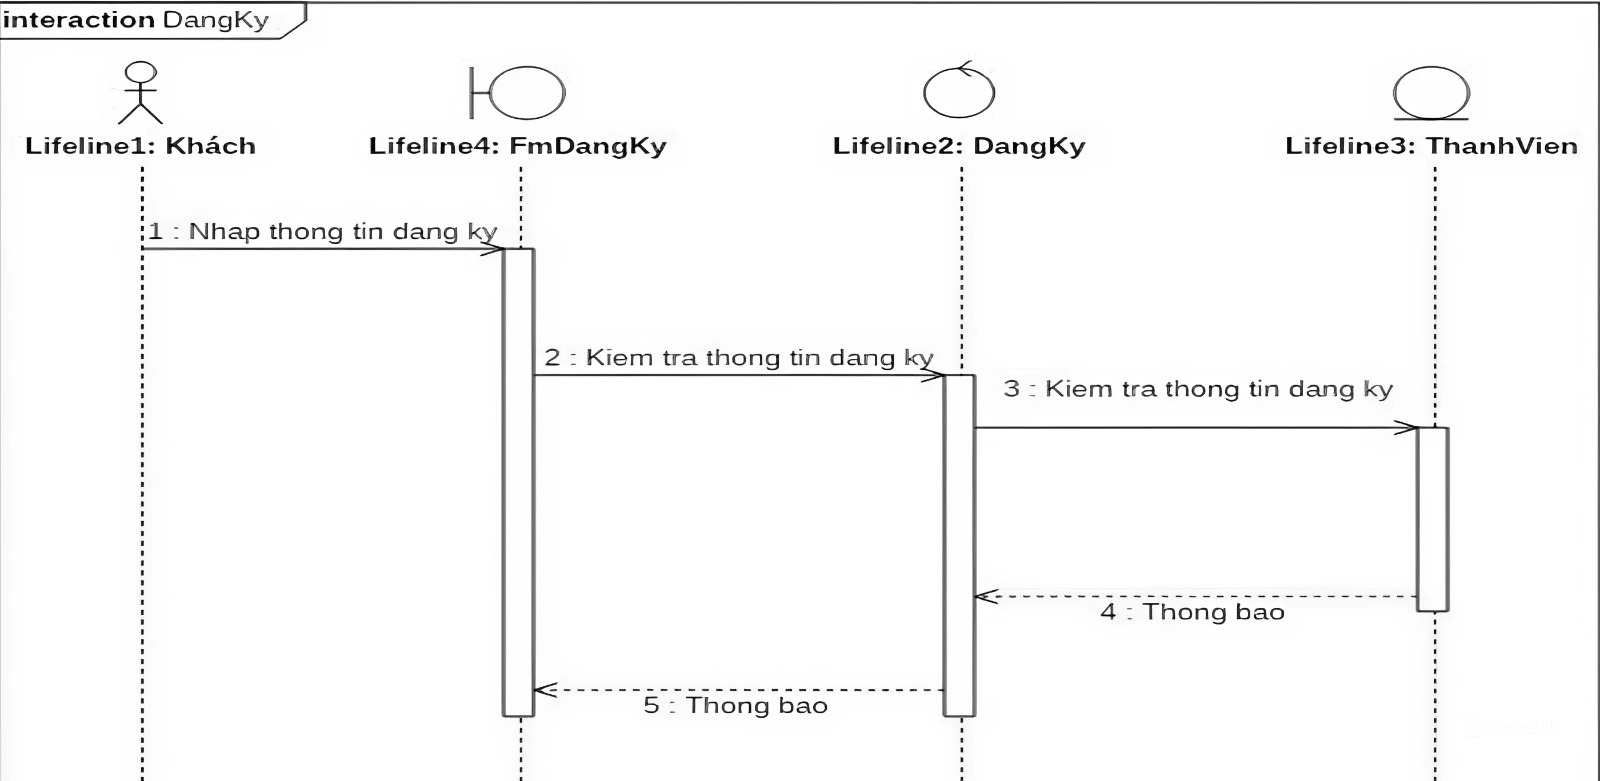 interaction DangKy
Lifeline1: Khách
Lifeline4: FmDangKy
Lifeline2: DangKy
Lifeline3: ThanhVien
1 : Nhap thong tin dang ky
2 : Kiem tra thong tin dang ky
3 : Kiem tra thong tin dang ky
4 : Thong bao
5 : Thong bao